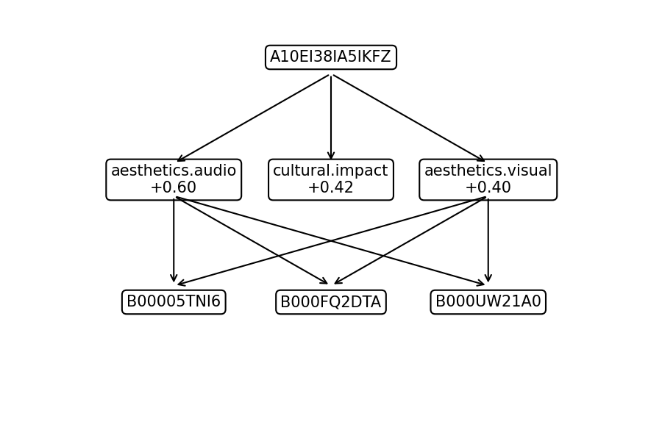 A10EI38IA5IKFZ
aesthetics.audio
+0.60
cultural.impact
+0.42
aesthetics.visual
+0.40
B00005TNI6
B000FQ2DTA
B000UW21A0